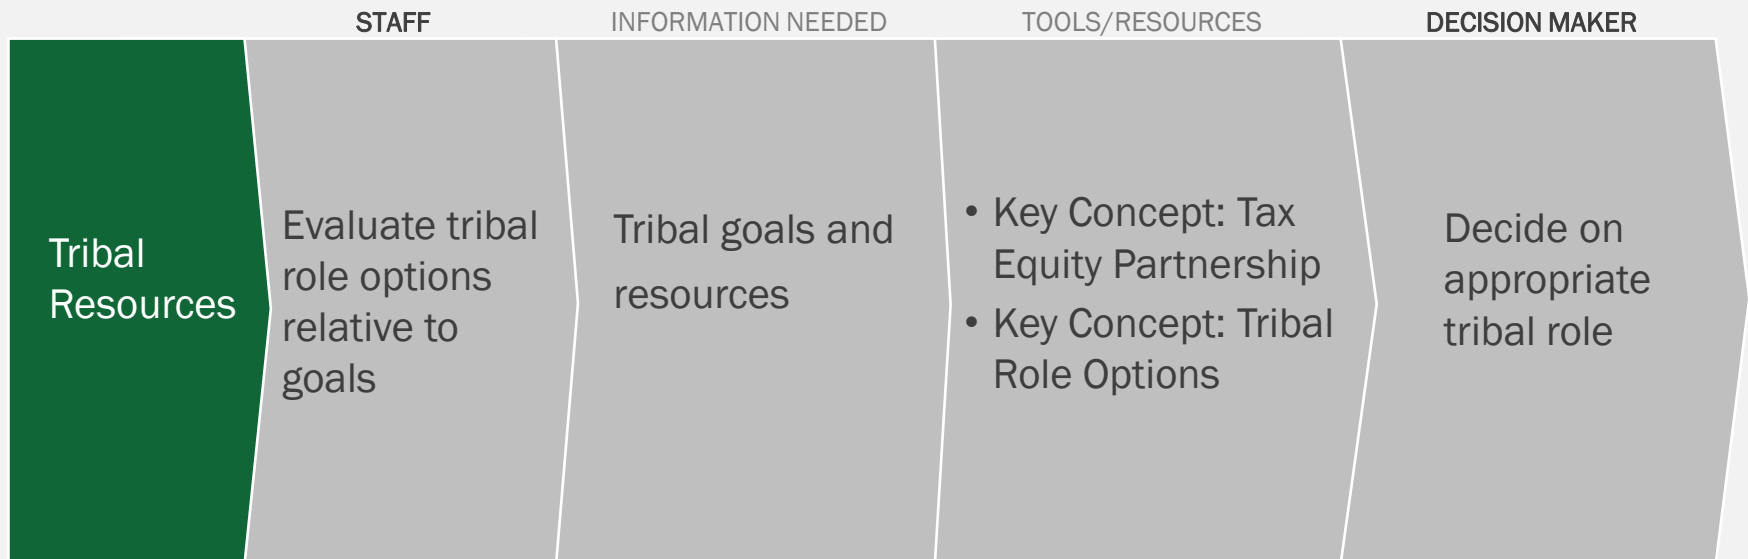 STAFF
INFORMATION NEEDED
TOOLS/RESOURCES
DECISION MAKER
Tribal
Resources
Evaluate tribal
role options
relative to
goals
Tribal goals and
resources
• Key Concept: Tax
Equity Partnership
• Key Concept: Tribal
Role Options
Decide on
appropriate
tribal role